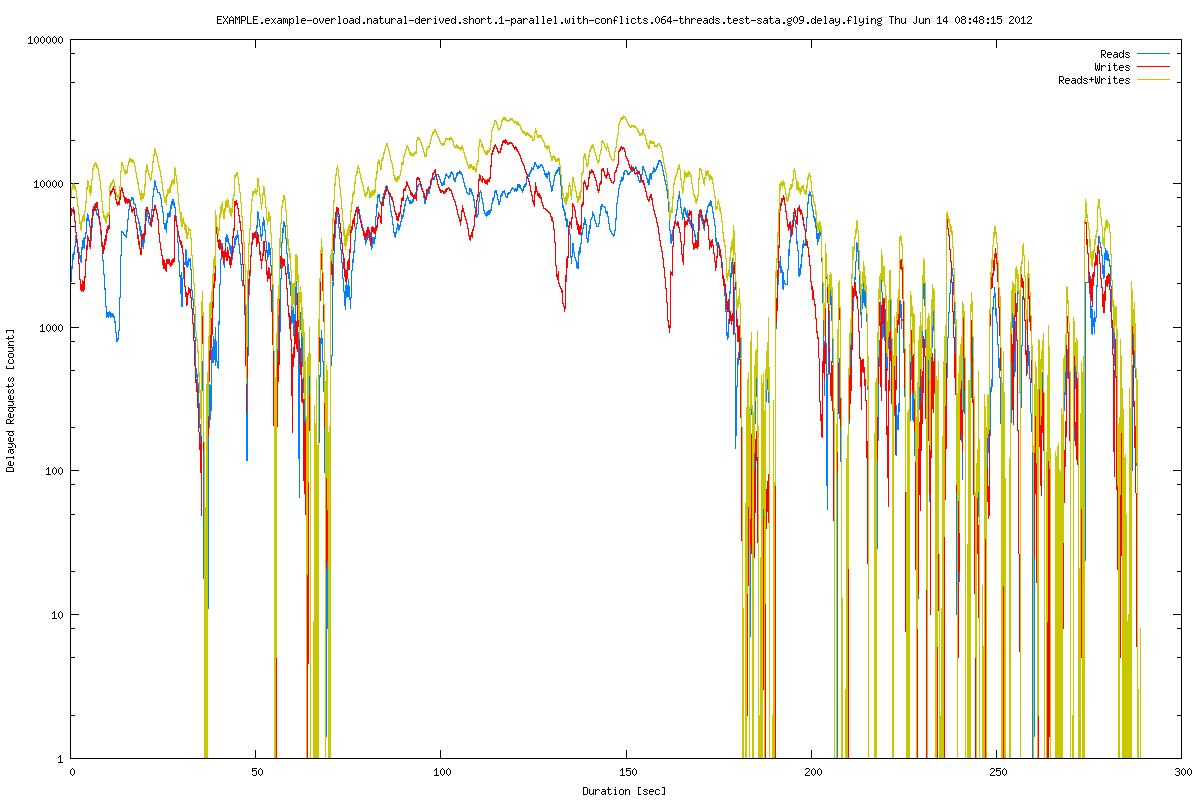 EXAMPLE.example-overload.natural-derived.short.1-parallel.with-conflicts.064-threads.test-sata.g09.delay.flying Thu Jun 14 08:48:15 2012
100000
Reads
Writes
Reads+Writes
10000
1000
Delayed Requests [count]
100
10
1
0 50 100 150 200 250 300
Duration [sec]